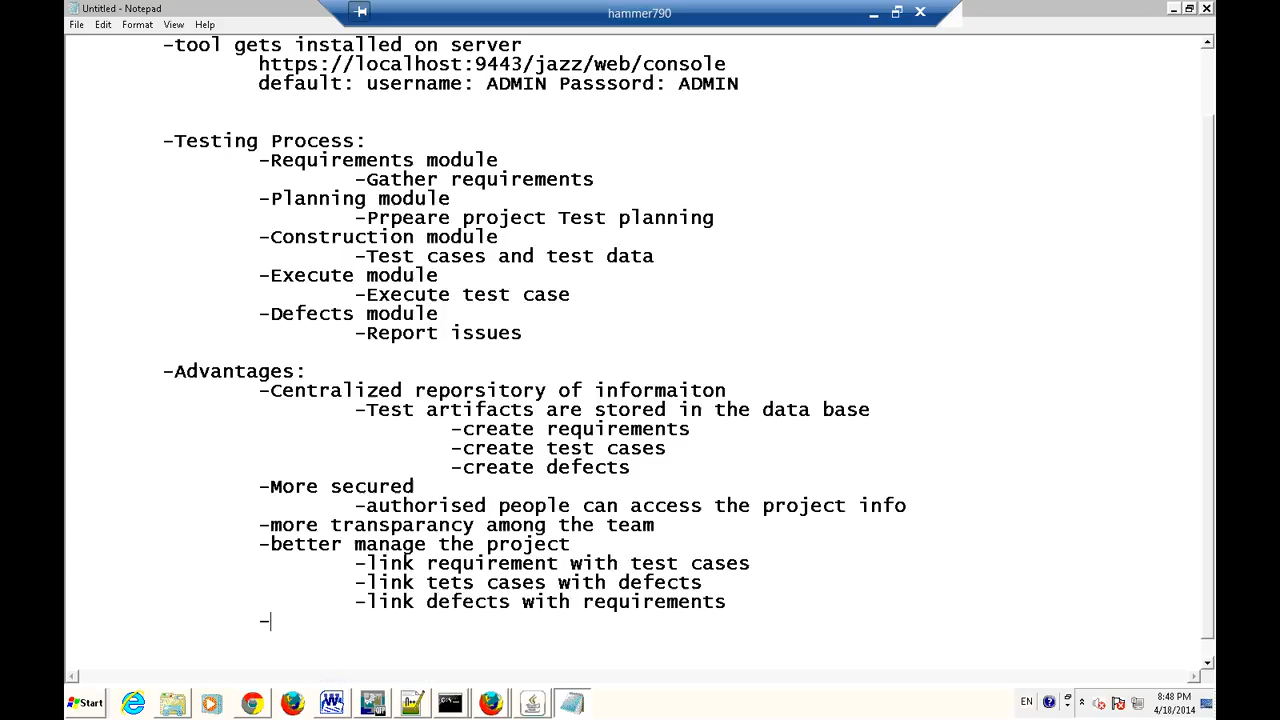 Untitled - Notepad
hammer790
File Edit Format View Help
-tool gets installed on server
https://localhost:9443/jazz/web/console
default: username: ADMIN Passsord: ADMIN
-Testing Process:
-Requirements module
-Gather requirements
-Planning module
-Prpeare project Test planning
-Construction module
-Test cases and test data
-Execute module
-Execute test case
-Defects module
-Report issues
-Advantages:
-Centralized reporsitory of informaiton
-Test artifacts are stored in the data base
-create requirements
-create test cases
-create defects
-More secured
-authorised people can access the project info
-more transparancy among the team
-better manage the project
-link requirement with test cases
-link tets cases with defects
-link defects with requirements
-
Start
EN
8:48 PM
4/18/2014